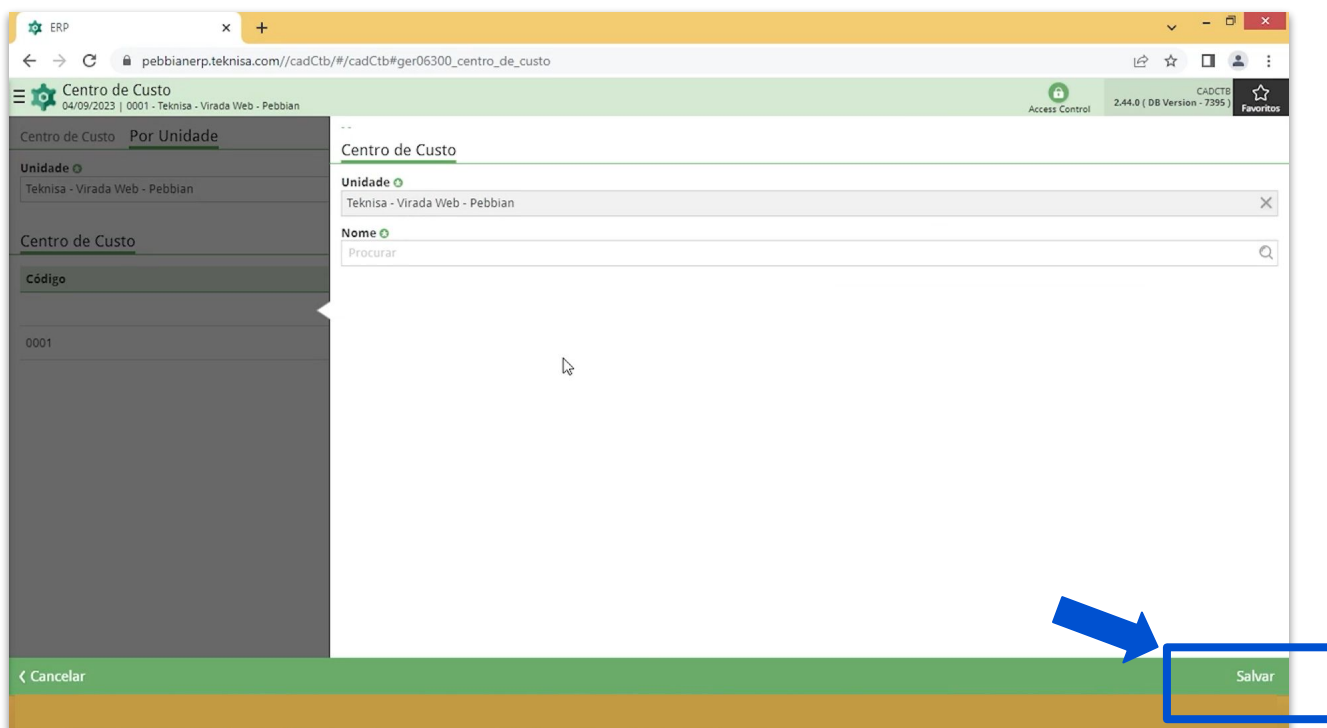 ERP
pebbianerp.teknisa.com//cadCtb/#/cadCtb#ger06300_centro_de_custo
Centro de Custo
04/09/2023 | 0001 - Teknisa - Virada Web - Pebbian
Access Control
CADCTB
2.44.0 ( DB Version - 7395 )
Favoritos
Centro de Custo Por Unidade
Unidade
Teknisa - Virada Web - Pebbian
Centro de Custo
Código
0001
- -
Centro de Custo
Unidade
Teknisa - Virada Web - Pebbian
Nome
Procurar
Cancelar
Salvar